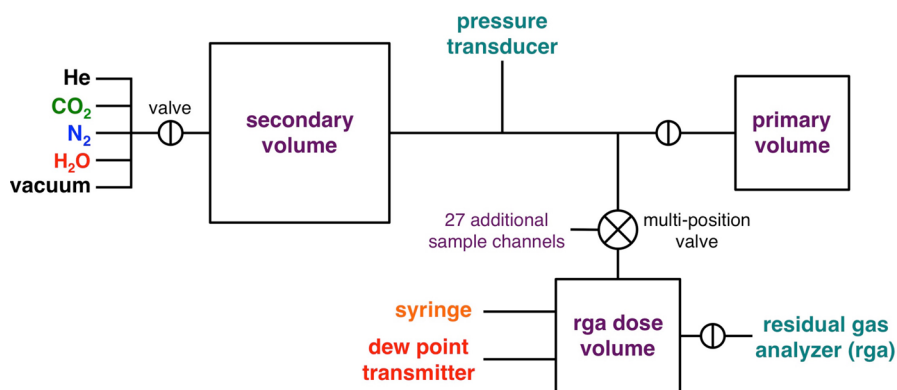 pressure
transducer
He
CO₂
N₂
H₂O
vacuum
valve
secondary
volume
primary
volume
27 additional
sample channels
multi-position
valve
syringe
dew point
transmitter
rga dose
volume
residual gas
analyzer (rga)